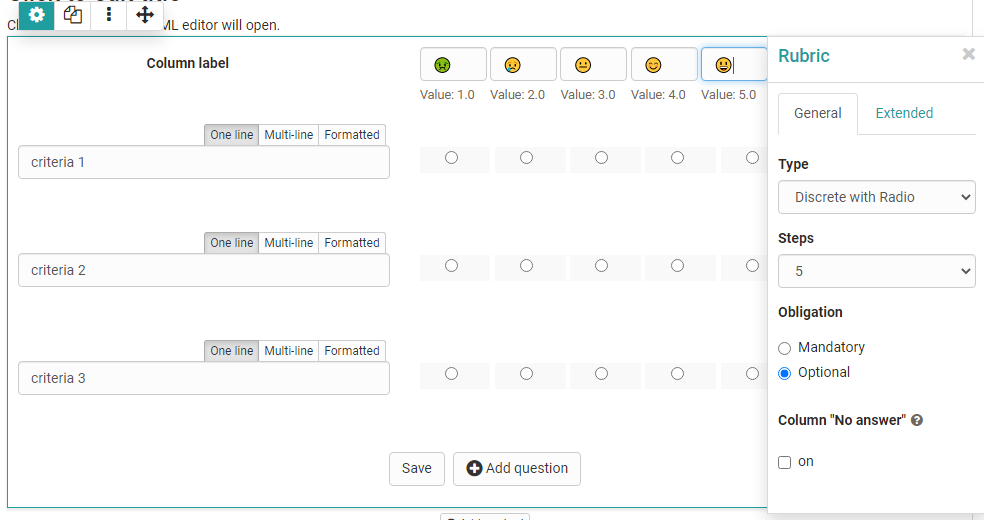 ML editor will open.
Column label
🤢 😥 😐 😊 😃
Value: 1.0 Value: 2.0 Value: 3.0 Value: 4.0 Value: 5.0
One line Multi-line Formatted
criteria 1
One line Multi-line Formatted
criteria 2
One line Multi-line Formatted
criteria 3
Save Add question
Rubric ×
General Extended
Type
Discrete with Radio
Steps
5
Obligation
Mandatory
Optional
Column "No answer" ?
on